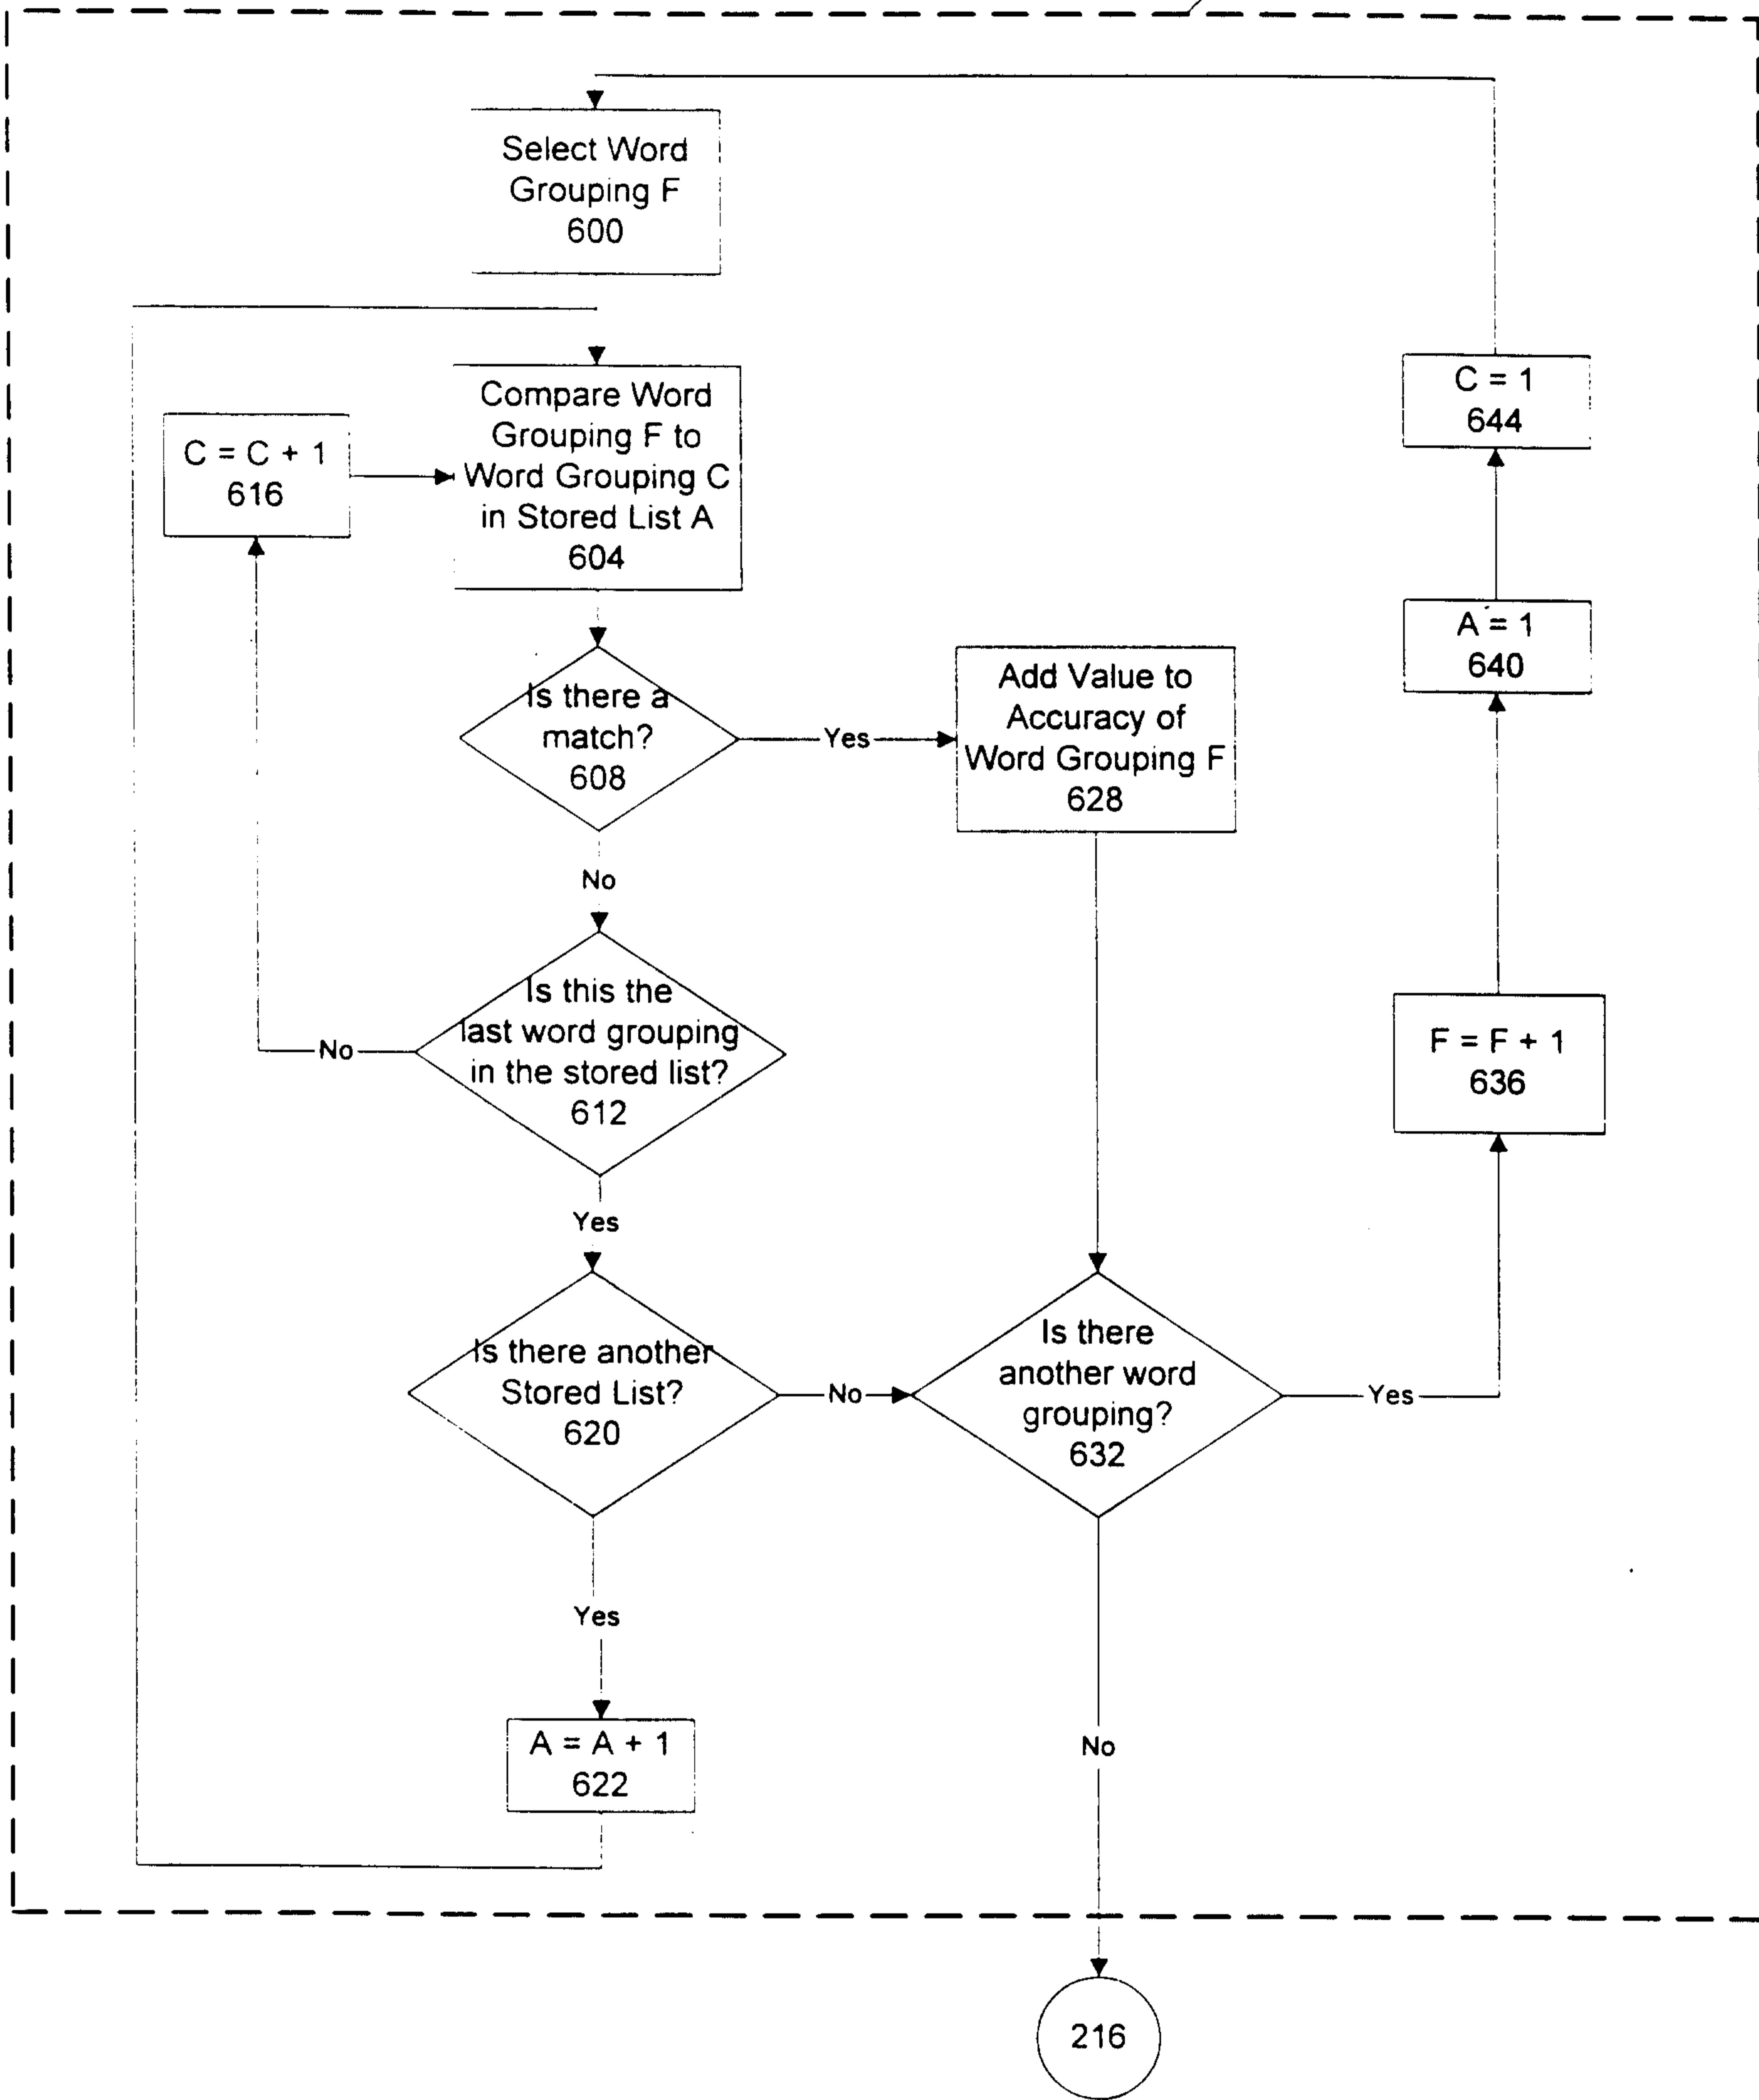 Select Word
Grouping F
600
Compare Word
Grouping F to
Word Grouping C
in Stored List A
604
C = C + 1
616
C = 1
644
A = 1
640
Is there a
match?
608
Yes
Add Value to
Accuracy of
Word Grouping F
628
No
Is this the
last word grouping
in the stored list?
612
No
F = F + 1
636
Yes
Is there another
Stored List?
620
No
Is there
another word
grouping?
632
Yes
Yes
A = A + 1
622
No
216